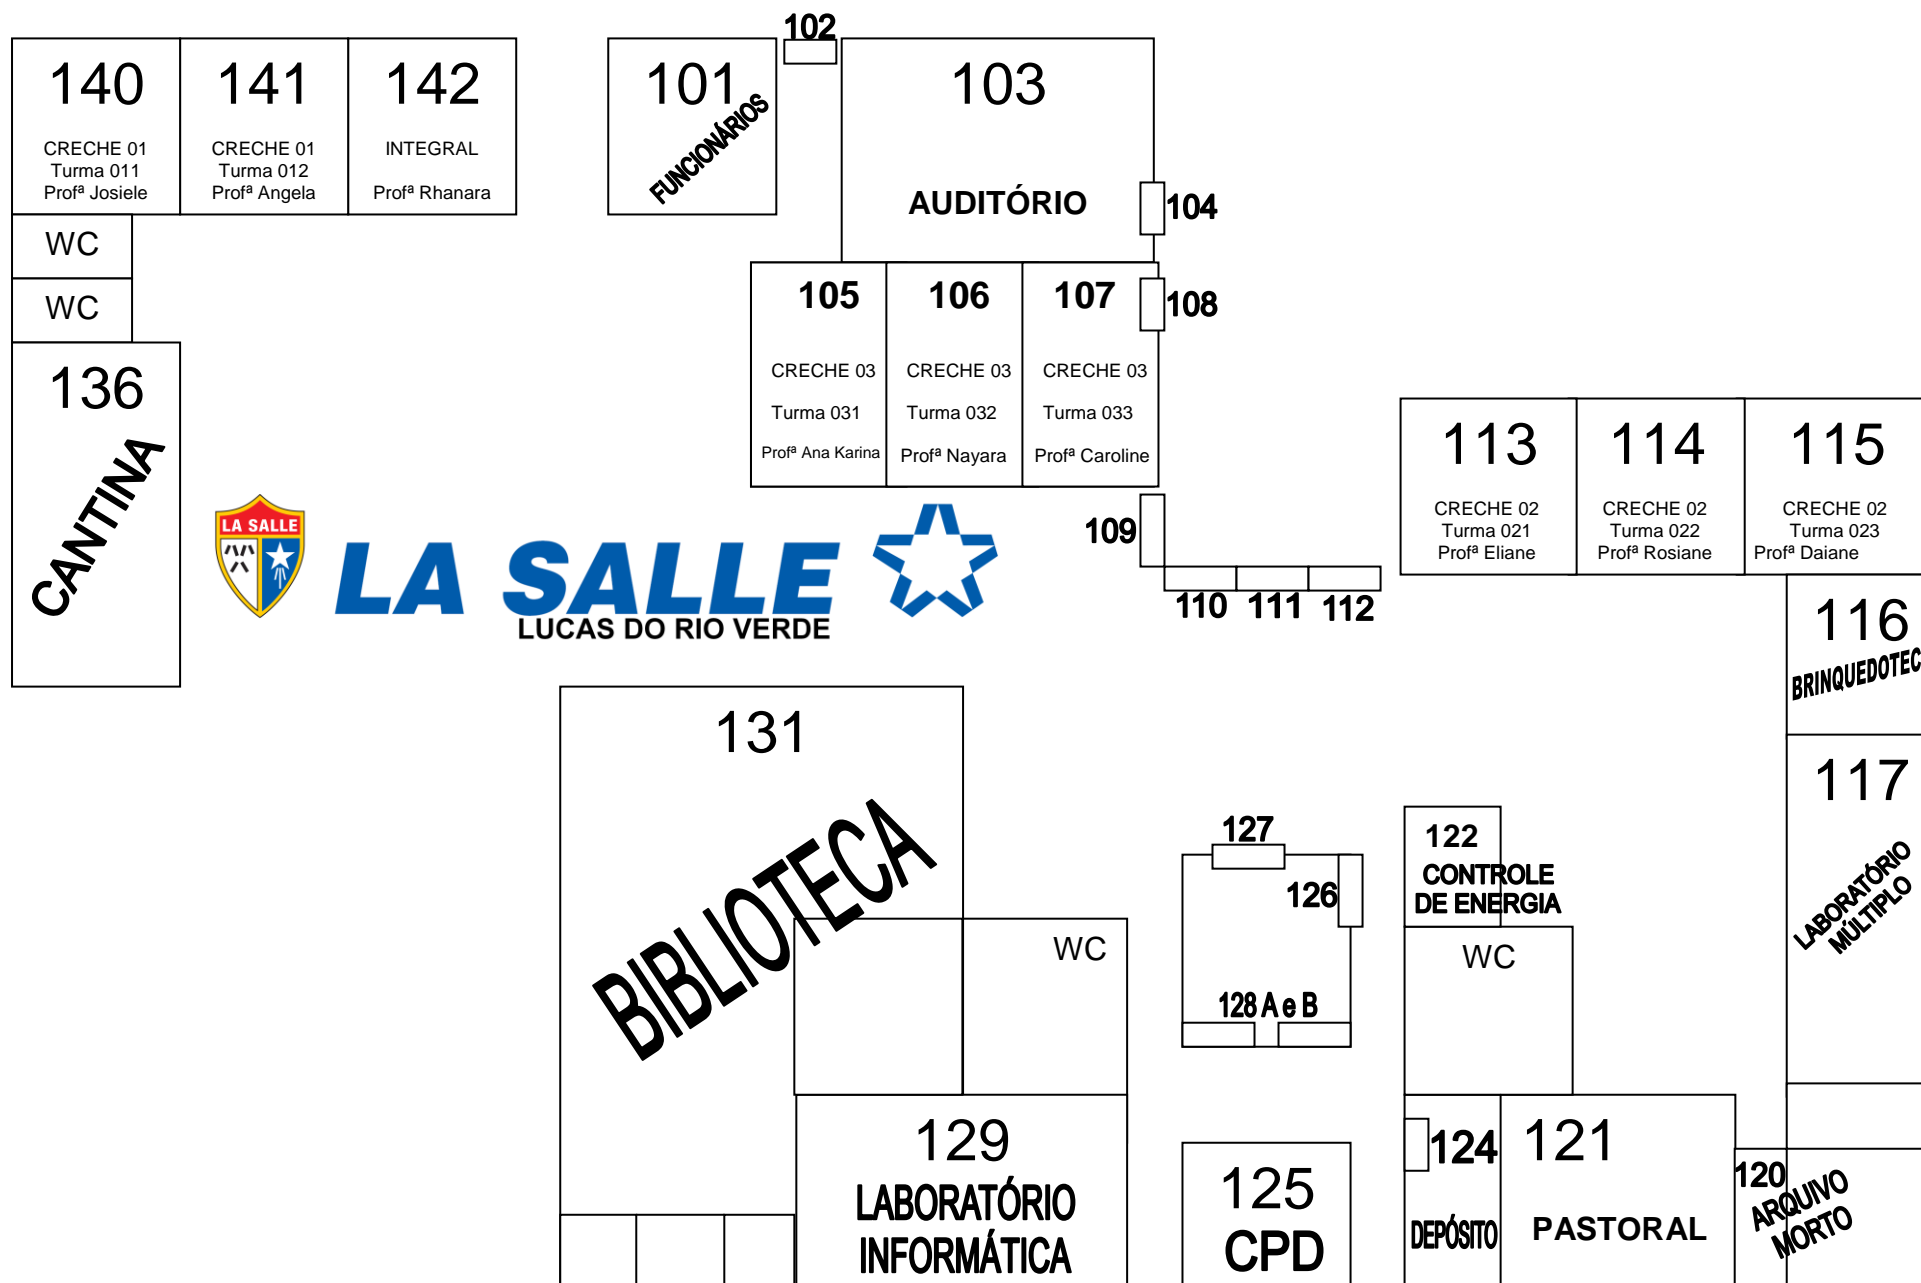 140
CRECHE 01
Turma 011
Profª Josiele
141
CRECHE 01
Turma 012
Profª Angela
142
INTEGRAL
Profª Rhanara
101
FUNCIONÁRIOS
102
103
AUDITÓRIO
104
WC
WC
105
CRECHE 03
Turma 031
Profª Ana Karina
106
CRECHE 03
Turma 032
Profª Nayara
107
CRECHE 03
Turma 033
Profª Caroline
108
136
CANTINA
LA SALLE
LA SALLE
LUCAS DO RIO VERDE
109
110
111
112
113
CRECHE 02
Turma 021
Profª Eliane
114
CRECHE 02
Turma 022
Profª Rosiane
115
CRECHE 02
Turma 023
Profª Daiane
116
BRINQUEDOTEC
117
LABORATÓRIO
MÚLTIPLO
131
BIBLIOTECA
WC
127
126
128 A e B
122
CONTROLE
DE ENERGIA
WC
129
LABORATÓRIO
INFORMÁTICA
125
CPD
124
DEPÓSITO
121
PASTORAL
120
ARQUIVO
MORTO